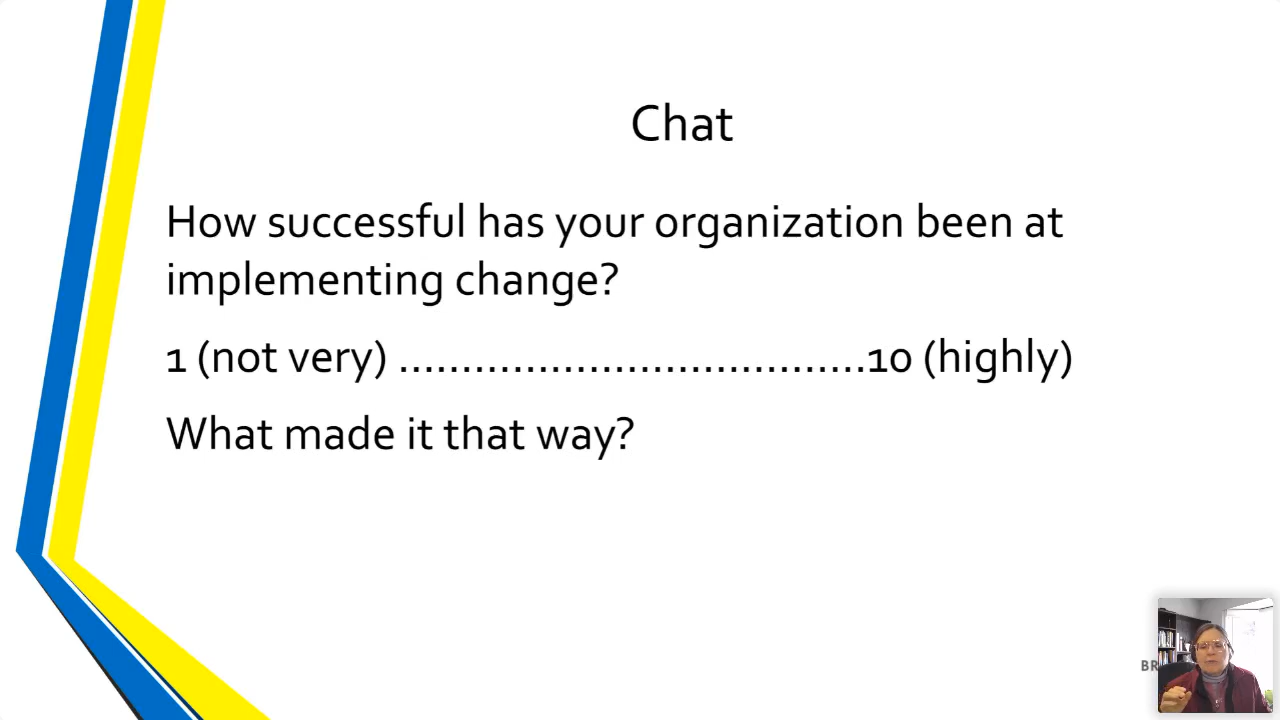 Chat
How successful has your organization been at
implementing change?
1 (not very) .....................................10 (highly)
What made it that way?